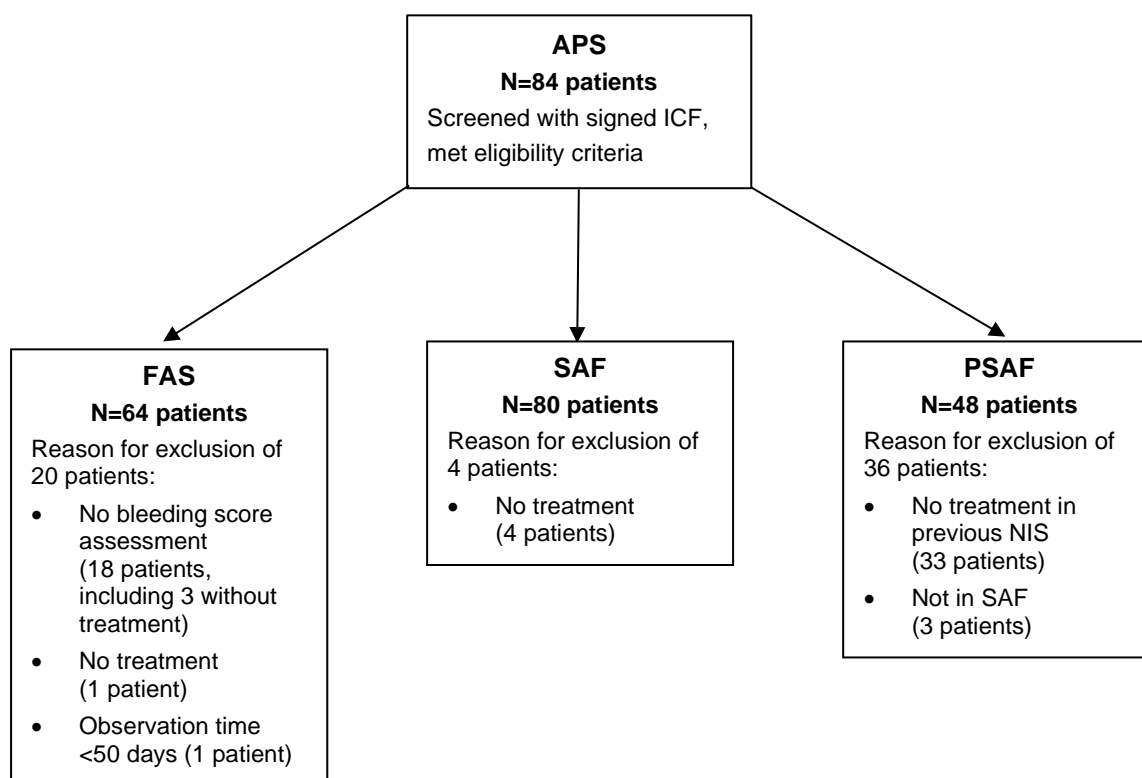 APS
N=84 patients
Screened with signed ICF,
met eligibility criteria
FAS
N=64 patients
Reason for exclusion of
20 patients:
• No bleeding score
assessment
(18 patients,
including 3 without
treatment)
• No treatment
(1 patient)
• Observation time
<50 days (1 patient)
SAF
N=80 patients
Reason for exclusion of
4 patients:
• No treatment
(4 patients)
PSAF
N=48 patients
Reason for exclusion of
36 patients:
• No treatment in
previous NIS
(33 patients)
• Not in SAF
(3 patients)